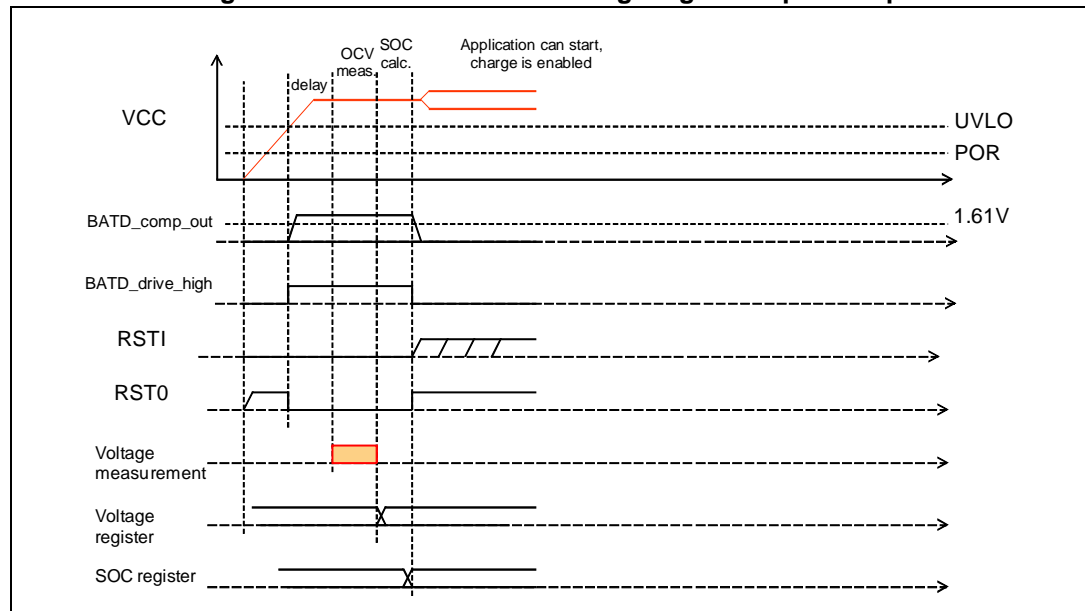 OCV
meas.
SOC
calc.
Application can start,
charge is enabled
delay
VCC
UVLO
POR
BATD_comp_out
1.61V
BATD_drive_high
RSTI
RST0
Voltage
measurement
Voltage
register
SOC register